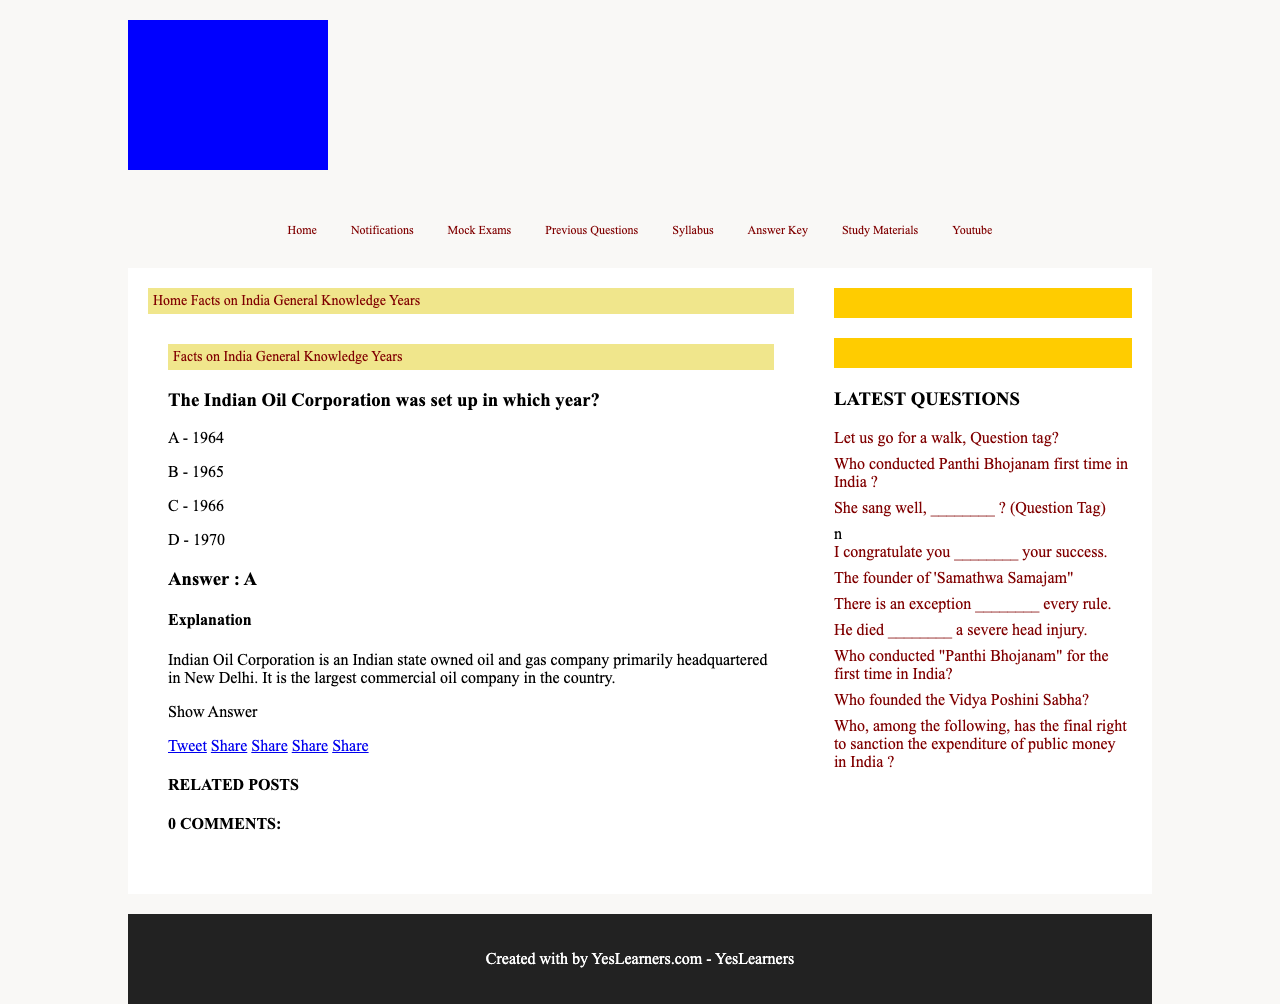 Home Notifications Mock Exams Previous Questions Syllabus Answer Key Study Materials Youtube
Home Facts on India General Knowledge Years
Facts on India General Knowledge Years
The Indian Oil Corporation was set up in which year?
A - 1964
B - 1965
C - 1966
D - 1970
Answer : A
Explanation
Indian Oil Corporation is an Indian state owned oil and gas company primarily headquartered
in New Delhi. It is the largest commercial oil company in the country.
Show Answer
Tweet Share Share Share Share
RELATED POSTS
0 COMMENTS:
LATEST QUESTIONS
Let us go for a walk, Question tag?
Who conducted Panthi Bhojanam first time in
India ?
She sang well, ________ ? (Question Tag)
n
I congratulate you ________ your success.
The founder of 'Samathwa Samajam"
There is an exception ________ every rule.
He died ________ a severe head injury.
Who conducted "Panthi Bhojanam" for the
first time in India?
Who founded the Vidya Poshini Sabha?
Who, among the following, has the final right
to sanction the expenditure of public money
in India ?
Created with by YesLearners.com - YesLearners